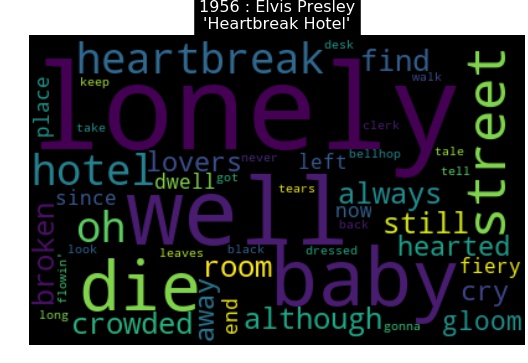 1956 : Elvis Presley
'Heartbreak Hotel'
desk
heartbreak
find
walk
keep
place
lonely
street
take
clerk
tale
hotel
lovers
never
left
bellhop
tell
dwell
got
since
tears
always
well
now
still
back
oh
broken
hearted
look
leaves
black
dressed
flowin'
die
room
baby
fiery
away
end
cry
long
crowded
although
gonna
gloom